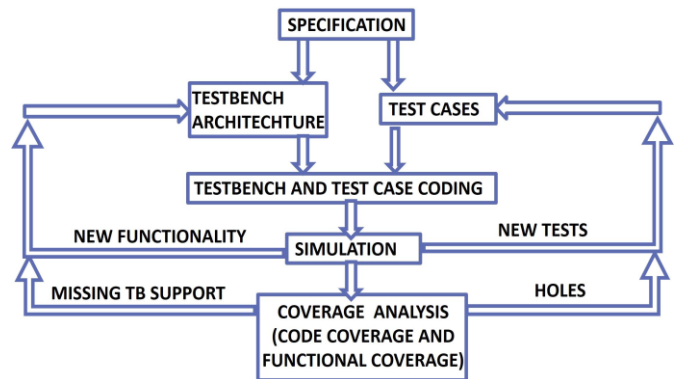 SPECIFICATION
TESTBENCH
ARCHITECHTURE
TEST CASES
TESTBENCH AND TEST CASE CODING
NEW FUNCTIONALITY
SIMULATION
NEW TESTS
MISSING TB SUPPORT
HOLES
COVERAGE ANALYSIS
(CODE COVERAGE AND
FUNCTIONAL COVERAGE)